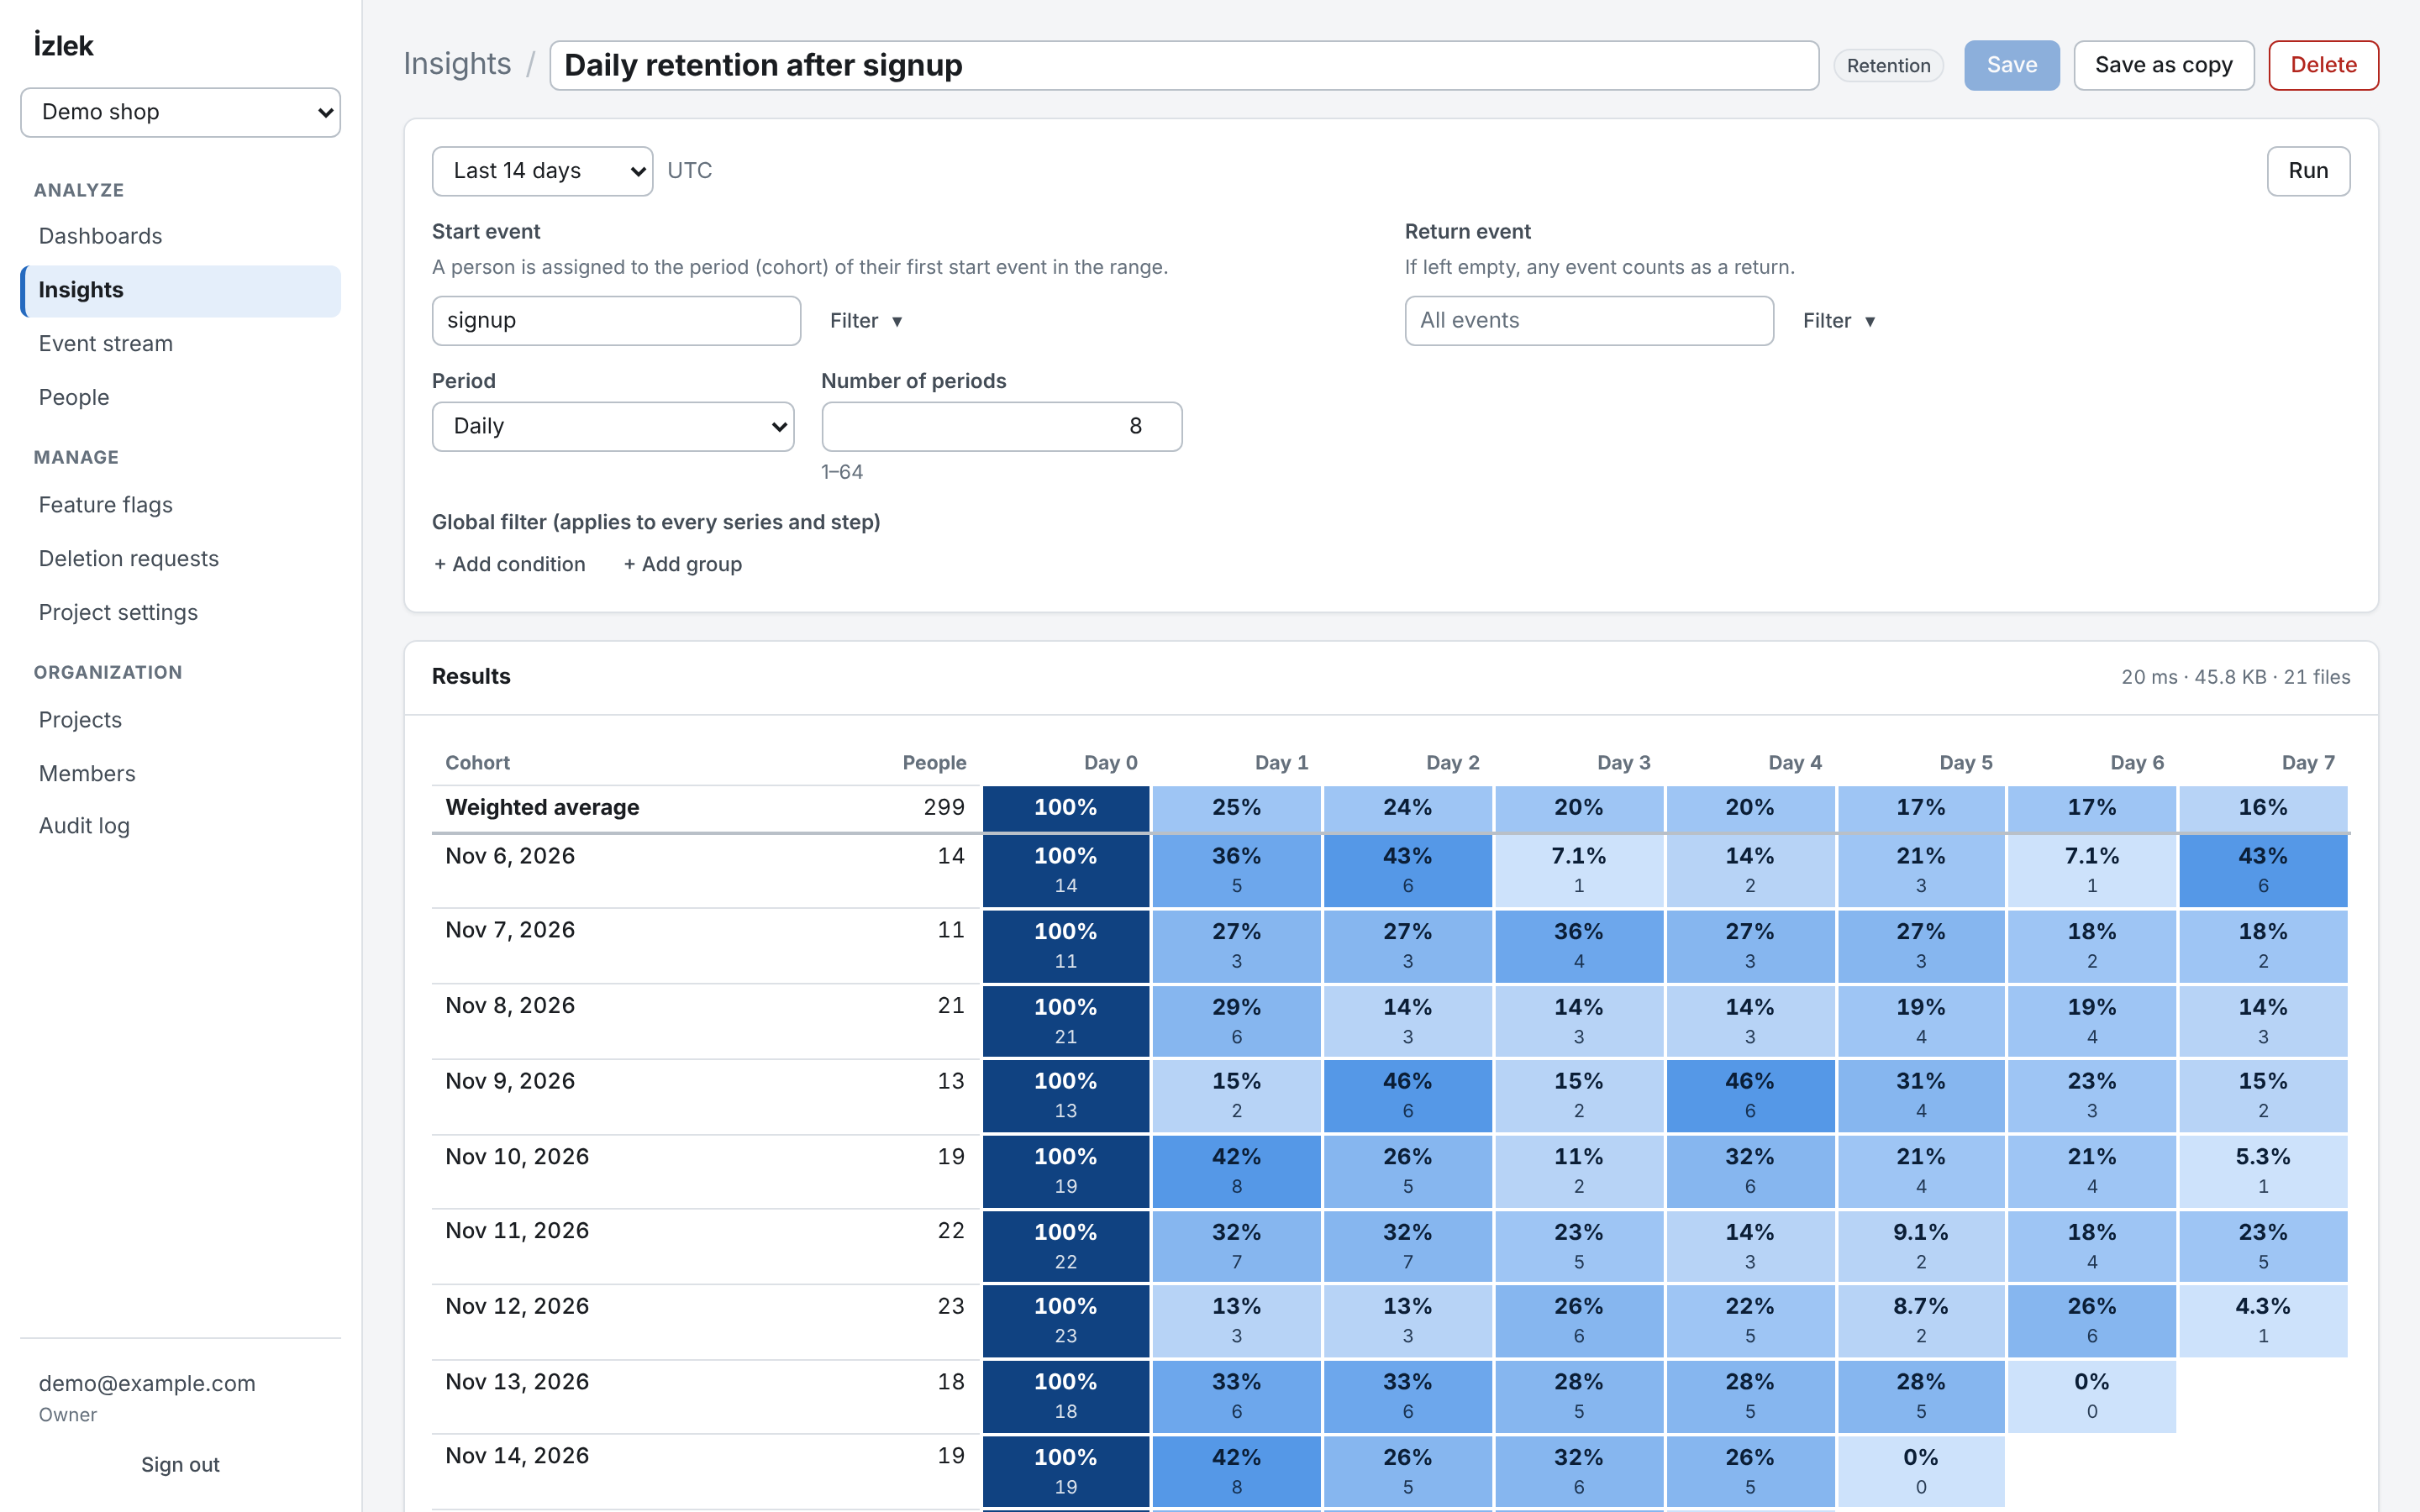 İzlek
Demo shop
ANALYZE
Dashboards
Insights
Event stream
People
MANAGE
Feature flags
Deletion requests
Project settings
ORGANIZATION
Projects
Members
Audit log
demo@example.com
Owner
Sign out
Insights / Daily retention after signup Retention Save Save as copy Delete
Last 14 days UTC Run
Start event
A person is assigned to the period (cohort) of their first start event in the range.
signup Filter ▼
Return event
If left empty, any event counts as a return.
All events Filter ▼
Period Number of periods
Daily 8
1–64
Global filter (applies to every series and step)
+ Add condition + Add group
Results 20 ms · 45.8 KB · 21 files
Cohort People Day 0 Day 1 Day 2 Day 3 Day 4 Day 5 Day 6 Day 7
Weighted average 299 100% 25% 24% 20% 20% 17% 17% 16%
Nov 6, 2026 14 100% 36% 43% 7.1% 14% 21% 7.1% 43%
14 5 6 1 2 3 1 6
Nov 7, 2026 11 100% 27% 27% 36% 27% 27% 18% 18%
11 3 3 4 3 3 2 2
Nov 8, 2026 21 100% 29% 14% 14% 14% 19% 19% 14%
21 6 3 3 3 4 4 3
Nov 9, 2026 13 100% 15% 46% 15% 46% 31% 23% 15%
13 2 6 2 6 4 3 2
Nov 10, 2026 19 100% 42% 26% 11% 32% 21% 21% 5.3%
19 8 5 2 6 4 4 1
Nov 11, 2026 22 100% 32% 32% 23% 14% 9.1% 18% 23%
22 7 7 5 3 2 4 5
Nov 12, 2026 23 100% 13% 13% 26% 22% 8.7% 26% 4.3%
23 3 3 6 5 2 6 1
Nov 13, 2026 18 100% 33% 33% 28% 28% 28% 0%
18 6 6 5 5 5 0
Nov 14, 2026 19 100% 42% 26% 32% 26% 0%
19 8 5 6 5 0